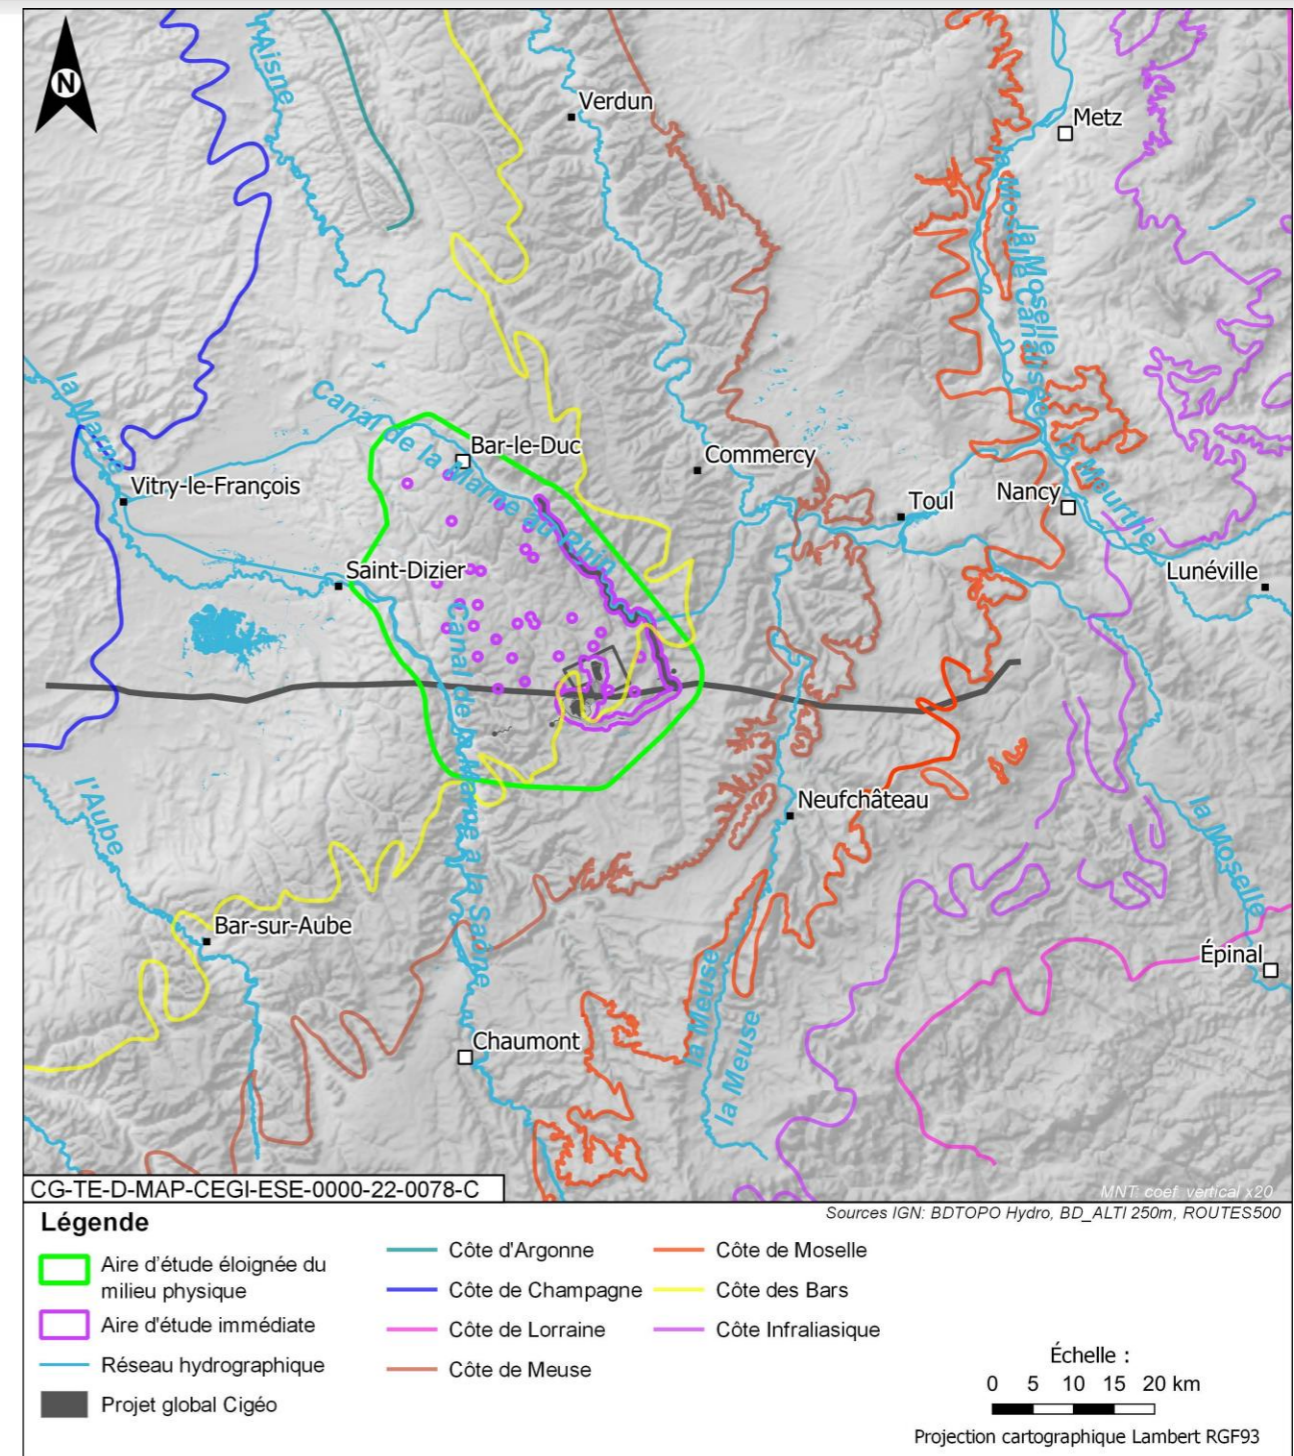 N
Aisne
Verdun
Metz
la Moselle
la Moselle Canalisée
la Marne
Canal de la Marne au Rhin
Bar-le-Duc
Commercy
Vitry-le-François
Toul
Nancy
la Meurthe
Saint-Dizier
Lunéville
Canal de la Marne à la Saône
l'Aube
Neufchâteau
la Moselle
Bar-sur-Aube
Épinal
la Meuse
la Meuse
Chaumont
CG-TE-D-MAP-CEGI-ESE-0000-22-0078-C
MNT: coef. vertical x20
Sources IGN: BDTOPO Hydro, BD_ALTI 250m, ROUTES500
Légende
Aire d'étude éloignée du
milieu physique
Aire d'étude immédiate
Réseau hydrographique
Projet global Cigéo
Côte d'Argonne
Côte de Champagne
Côte de Lorraine
Côte de Meuse
Côte de Moselle
Côte des Bars
Côte Infraliasique
Échelle :
0 5 10 15 20 km
Projection cartographique Lambert RGF93